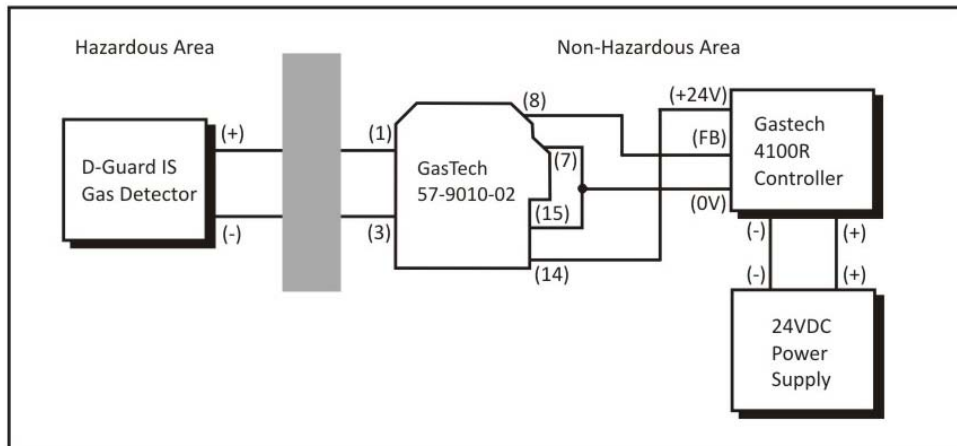 Hazardous Area
Non-Hazardous Area
D-Guard IS
Gas Detector
(+)
(-)
(1)
(3)
GasTech
57-9010-02
(8)
(7)
(15)
(14)
(+24V)
(FB)
(0V)
Gastech
4100R
Controller
(-)
(+)
(-)
(+)
24VDC
Power
Supply